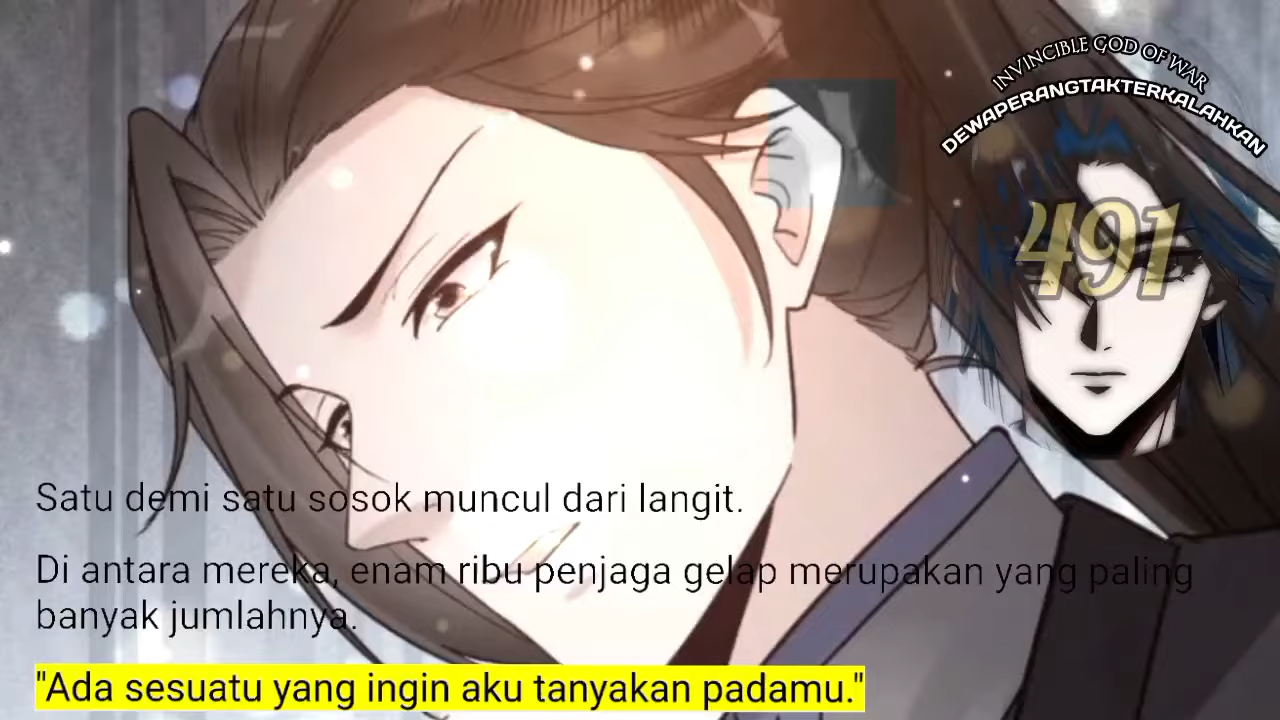 INVINCIBLE GOD OF WAR
DEWAPERANGTAKTERKALAHKAN
491
Satu demi satu sosok muncul dari langit.
Di antara mereka, enam ribu penjaga gelap merupakan yang paling
banyak jumlahnya.
"Ada sesuatu yang ingin aku tanyakan padamu."